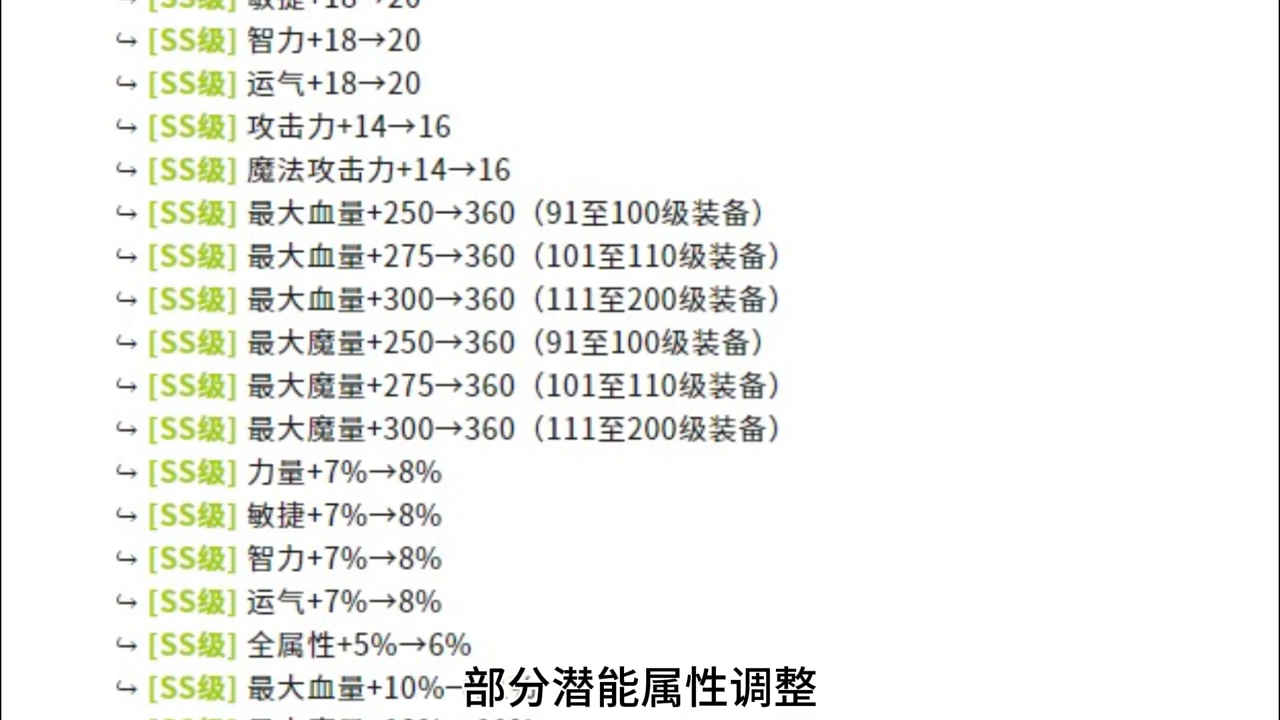 ↪ [SS级] 敏捷+18→20
↪ [SS级] 智力+18→20
↪ [SS级] 运气+18→20
↪ [SS级] 攻击力+14→16
↪ [SS级] 魔法攻击力+14→16
↪ [SS级] 最大血量+250→360（91至100级装备）
↪ [SS级] 最大血量+275→360（101至110级装备）
↪ [SS级] 最大血量+300→360（111至200级装备）
↪ [SS级] 最大魔量+250→360（91至100级装备）
↪ [SS级] 最大魔量+275→360（101至110级装备）
↪ [SS级] 最大魔量+300→360（111至200级装备）
↪ [SS级] 力量+7%→8%
↪ [SS级] 敏捷+7%→8%
↪ [SS级] 智力+7%→8%
↪ [SS级] 运气+7%→8%
↪ [SS级] 全属性+5%→6%
↪ [SS级] 最大血量+10%
部分潜能属性调整